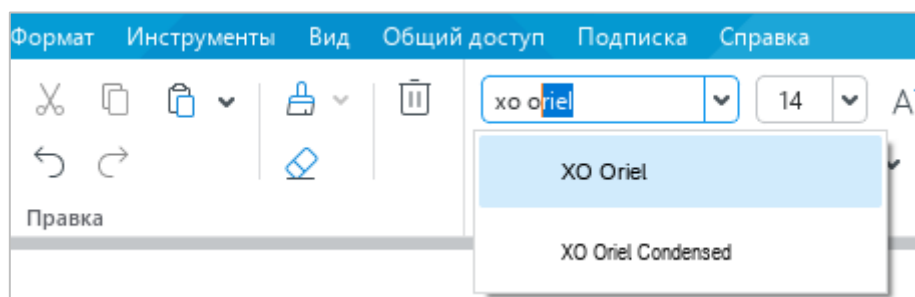 Формат Инструменты Вид Общий доступ Подписка Справка
xo oriel 14 A
XO Oriel
Правка
XO Oriel Condensed